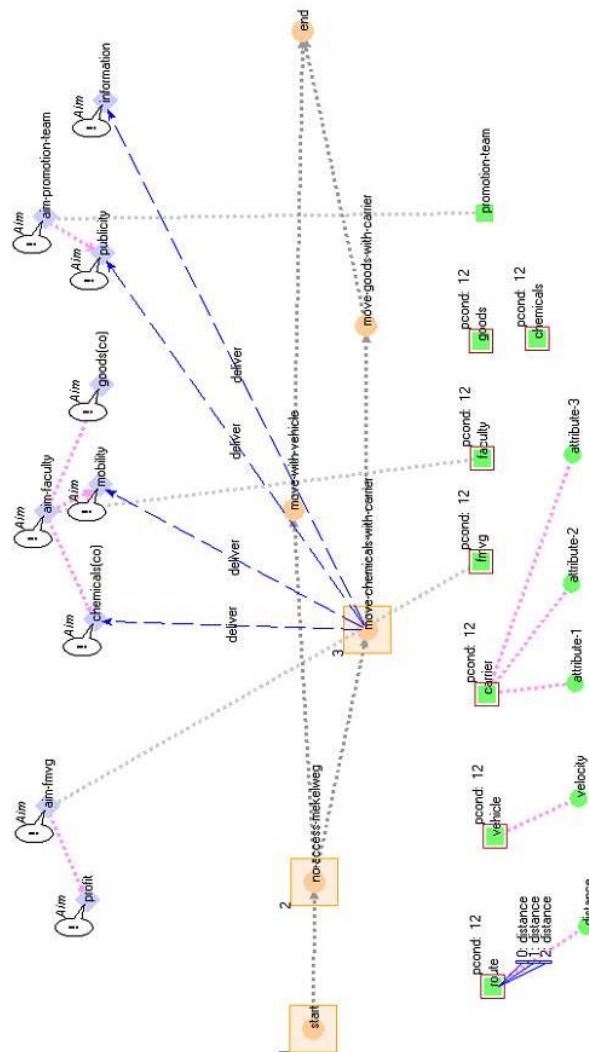 Aim
!!
profit
Aim
!!
aim-fmvg
Aim
!!
chemicals(co)
Aim
!!
aim-faculty
Aim
!!
mobility
Aim
!!
goods(co)
Aim
!!
aim-promotion-team
Aim
!!
publicity
Aim
!!
information
deliver
deliver
deliver
deliver
start
2
no-access-mekelweg
3
move-chemicals-with-carrier
move-with-vehicle
move-goods-with-carrier
end
pcond: 12
route
0: distance
1: distance
2: distance
distance
pcond: 12
vehicle
velocity
pcond: 12
carrier
attribute-1
attribute-2
attribute-3
pcond: 12
fmvg
pcond: 12
faculty
pcond: 12
goods
pcond: 12
chemicals
promotion-team